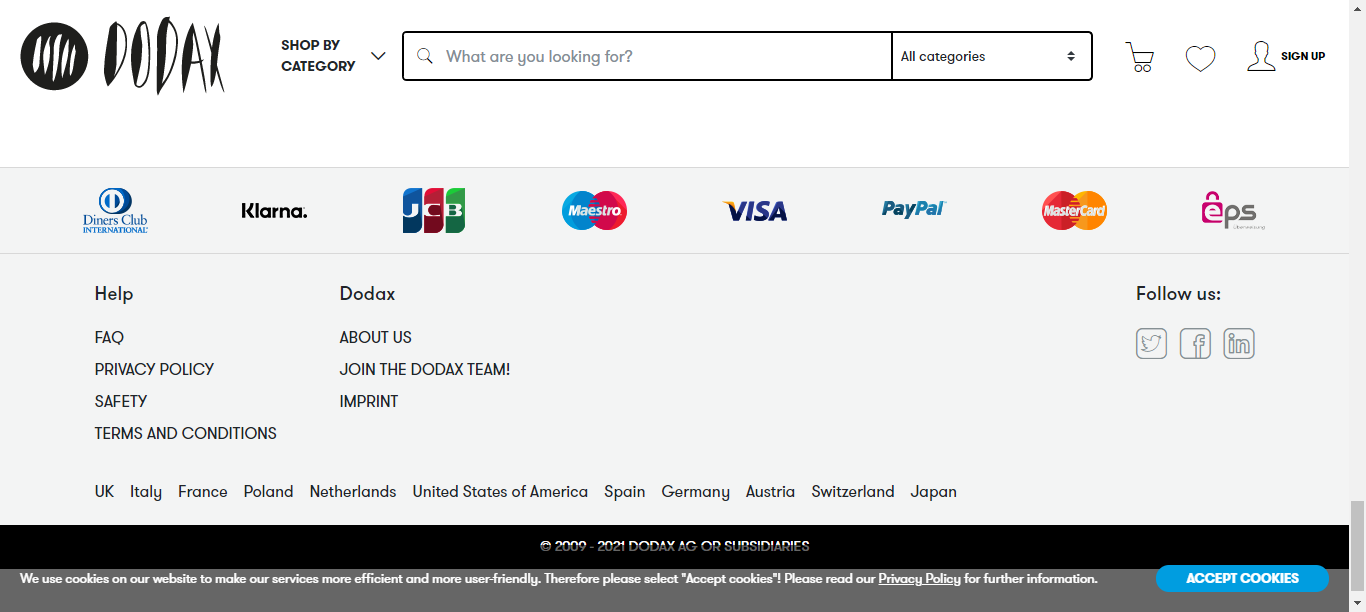 DODAX
SHOP BY
CATEGORY
What are you looking for?
All categories
SIGN UP
Diners Club
INTERNATIONAL
Klarna.
JCB
Maestro
VISA
PayPal
MasterCard
eps
Überweisung
Help
Dodax
Follow us:
FAQ
ABOUT US
PRIVACY POLICY
JOIN THE DODAX TEAM!
SAFETY
IMPRINT
TERMS AND CONDITIONS
UK Italy France Poland Netherlands United States of America Spain Germany Austria Switzerland Japan
© 2009 - 2021 DODAX AG OR SUBSIDIARIES
We use cookies on our website to make our services more efficient and more user-friendly. Therefore please select "Accept cookies"! Please read our Privacy Policy for further information.
ACCEPT COOKIES